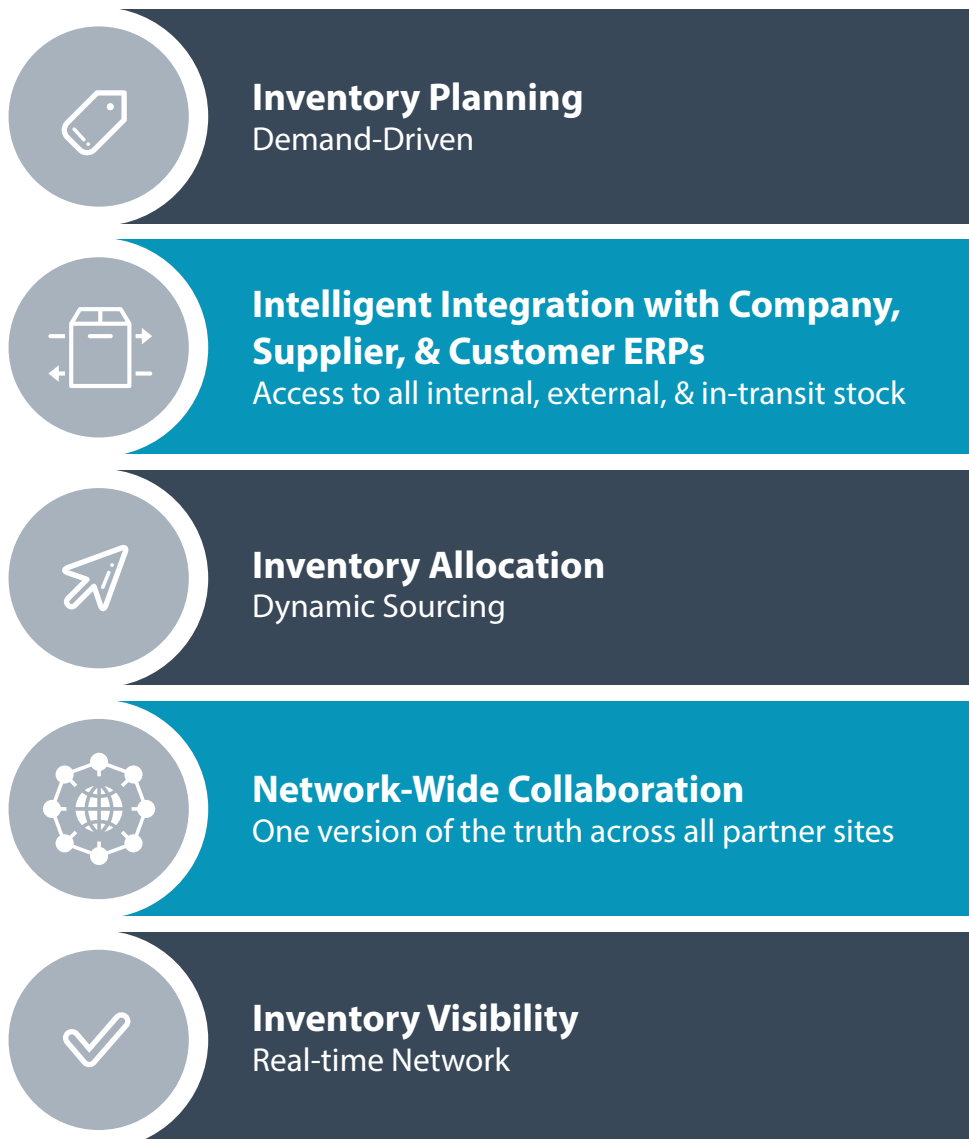 Inventory Planning
Demand-Driven
Intelligent Integration with Company,
Supplier, & Customer ERPs
Access to all internal, external, & in-transit stock
Inventory Allocation
Dynamic Sourcing
Network-Wide Collaboration
One version of the truth across all partner sites
Inventory Visibility
Real-time Network